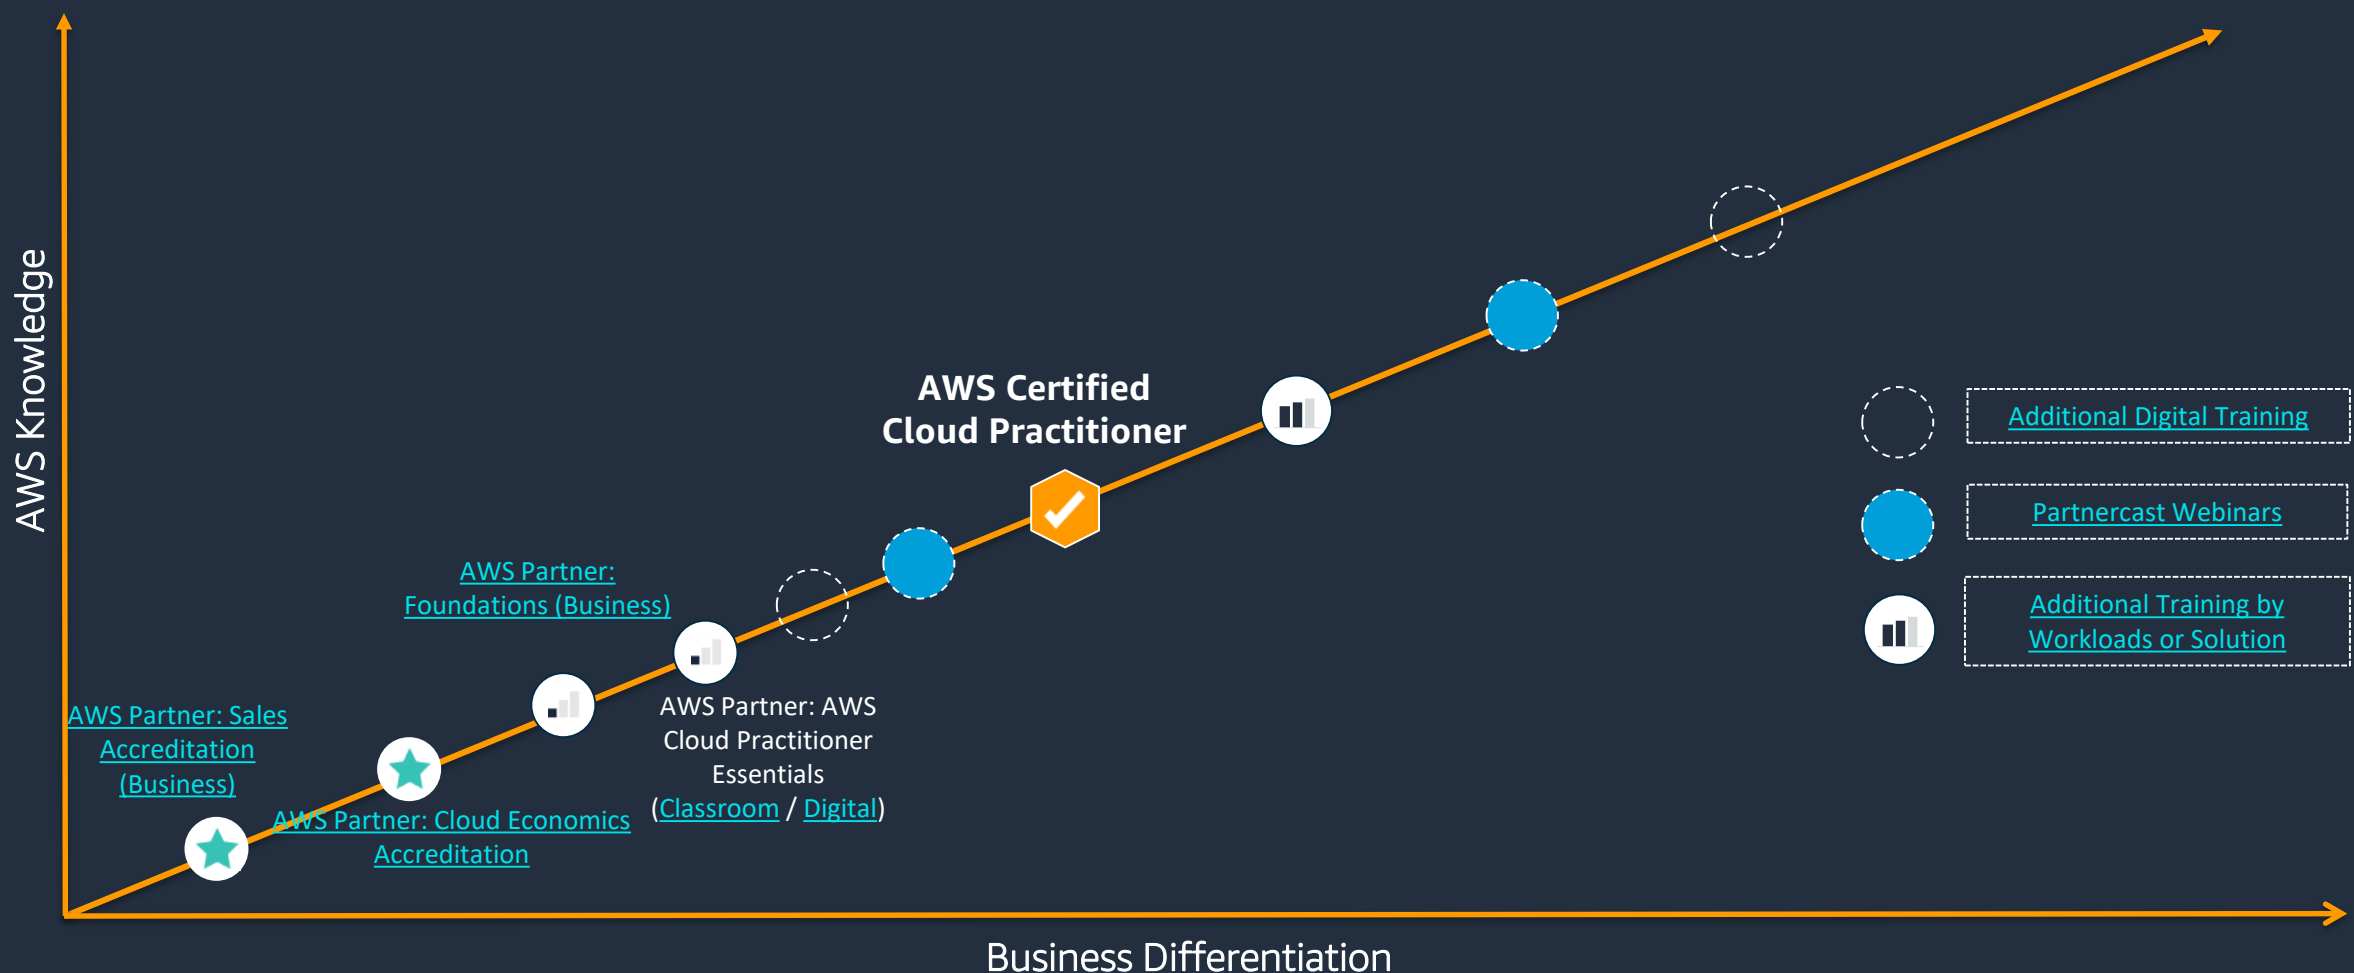 AWS Knowledge
AWS Certified
Cloud Practitioner
AWS Partner:
Foundations (Business)
AWS Partner: Sales
Accreditation
(Business)
AWS Partner: Cloud Economics
Accreditation
AWS Partner: AWS
Cloud Practitioner
Essentials
(Classroom / Digital)
Additional Digital Training
Partnercast Webinars
Additional Training by
Workloads or Solution
Business Differentiation